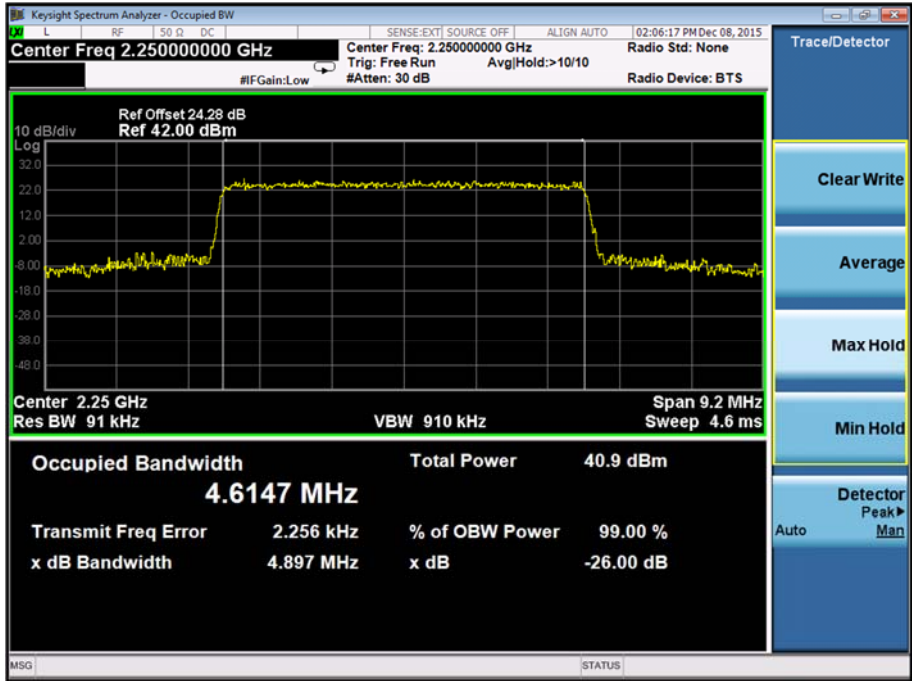 Keysight Spectrum Analyzer - Occupied BW
LXI L RF 50 Ω DC SENSE:EXT SOURCE OFF ALIGN AUTO 02:06:17 PM Dec 08, 2015
Center Freq 2.250000000 GHz
Center Freq: 2.250000000 GHz
Radio Std: None
Trig: Free Run Avg|Hold:>10/10
#IFGain:Low
#Atten: 30 dB
Radio Device: BTS
Ref Offset 24.28 dB
10 dB/div Ref 42.00 dBm
Log
32.0
22.0
12.0
2.00
-8.00
-18.0
-28.0
-38.0
-48.0
Center 2.25 GHz Span 9.2 MHz
Res BW 91 kHz VBW 910 kHz Sweep 4.6 ms
Occupied Bandwidth Total Power 40.9 dBm
4.6147 MHz
Transmit Freq Error 2.256 kHz % of OBW Power 99.00 %
x dB Bandwidth 4.897 MHz x dB -26.00 dB
MSG STATUS
Trace/Detector
Clear Write
Average
Max Hold
Min Hold
Detector
Peak▶
Auto Man